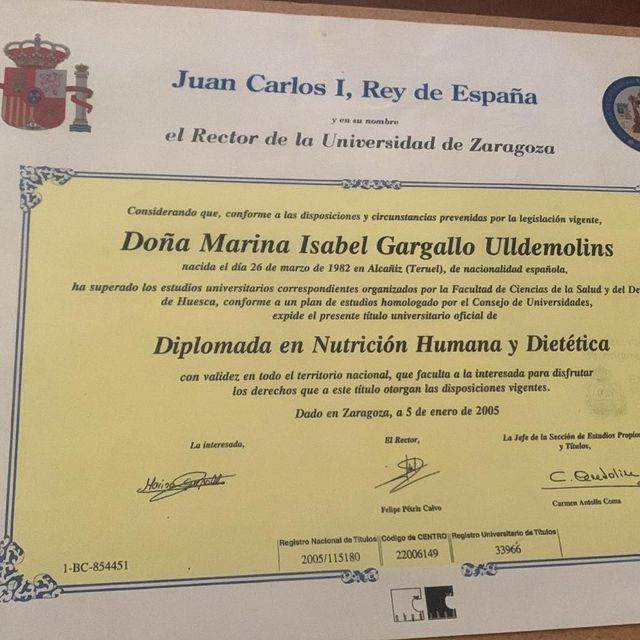 Juan Carlos I, Rey de España
y en su nombre
el Rector de la Universidad de Zaragoza
Considerando que, conforme a las disposiciones y circunstancias prevenidas por la legislación vigente,
Doña Marina Isabel Gargallo Ulldemolins
nacida el día 26 de marzo de 1982 en Alcañiz (Teruel), de nacionalidad española,
ha superado los estudios universitarios correspondientes organizados por la Facultad de Ciencias de la Salud y del De
de Huesca, conforme a un plan de estudios homologado por el Consejo de Universidades,
expide el presente título universitario oficial de
Diplomada en Nutrición Humana y Dietética
con validez en todo el territorio nacional, que faculta a la interesada para disfrutar
los derechos que a este título otorgan las disposiciones vigentes.
Dado en Zaragoza, a 5 de enero de 2005
La interesada,
El Rector,
La Jefe de la Sección de Estudios Propios
y Títulos,
Marina Gargallo
Felipe Pétriz Calvo
Carmen Antolín Coma
Registro Nacional de Títulos
Código de CENTRO
Registro Universitario de Títulos
2005/115180
22006149
33966
1-BC-854451